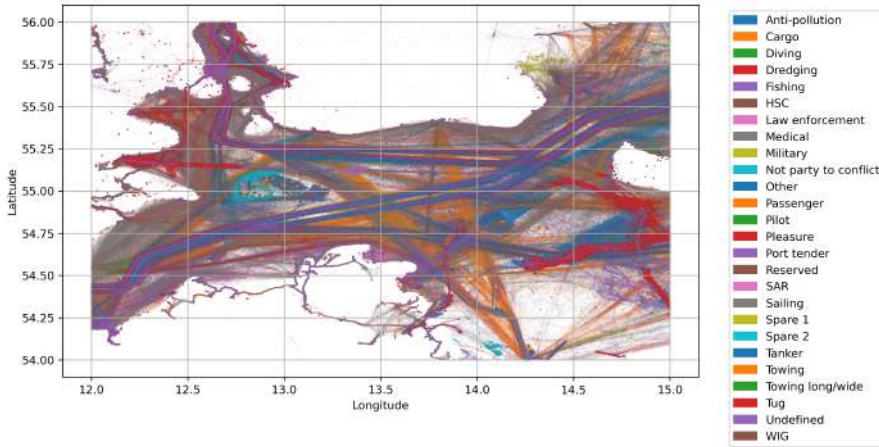 56.00
55.75
55.50
55.25
55.00
54.75
54.50
54.25
54.00
Latitude
12.0 12.5 13.0 13.5 14.0 14.5 15.0
Longitude
Anti-pollution
Cargo
Diving
Dredging
Fishing
HSC
Law enforcement
Medical
Military
Not party to conflict
Other
Passenger
Pilot
Pleasure
Port tender
Reserved
SAR
Sailing
Spare 1
Spare 2
Tanker
Towing
Towing long/wide
Tug
Undefined
WIG